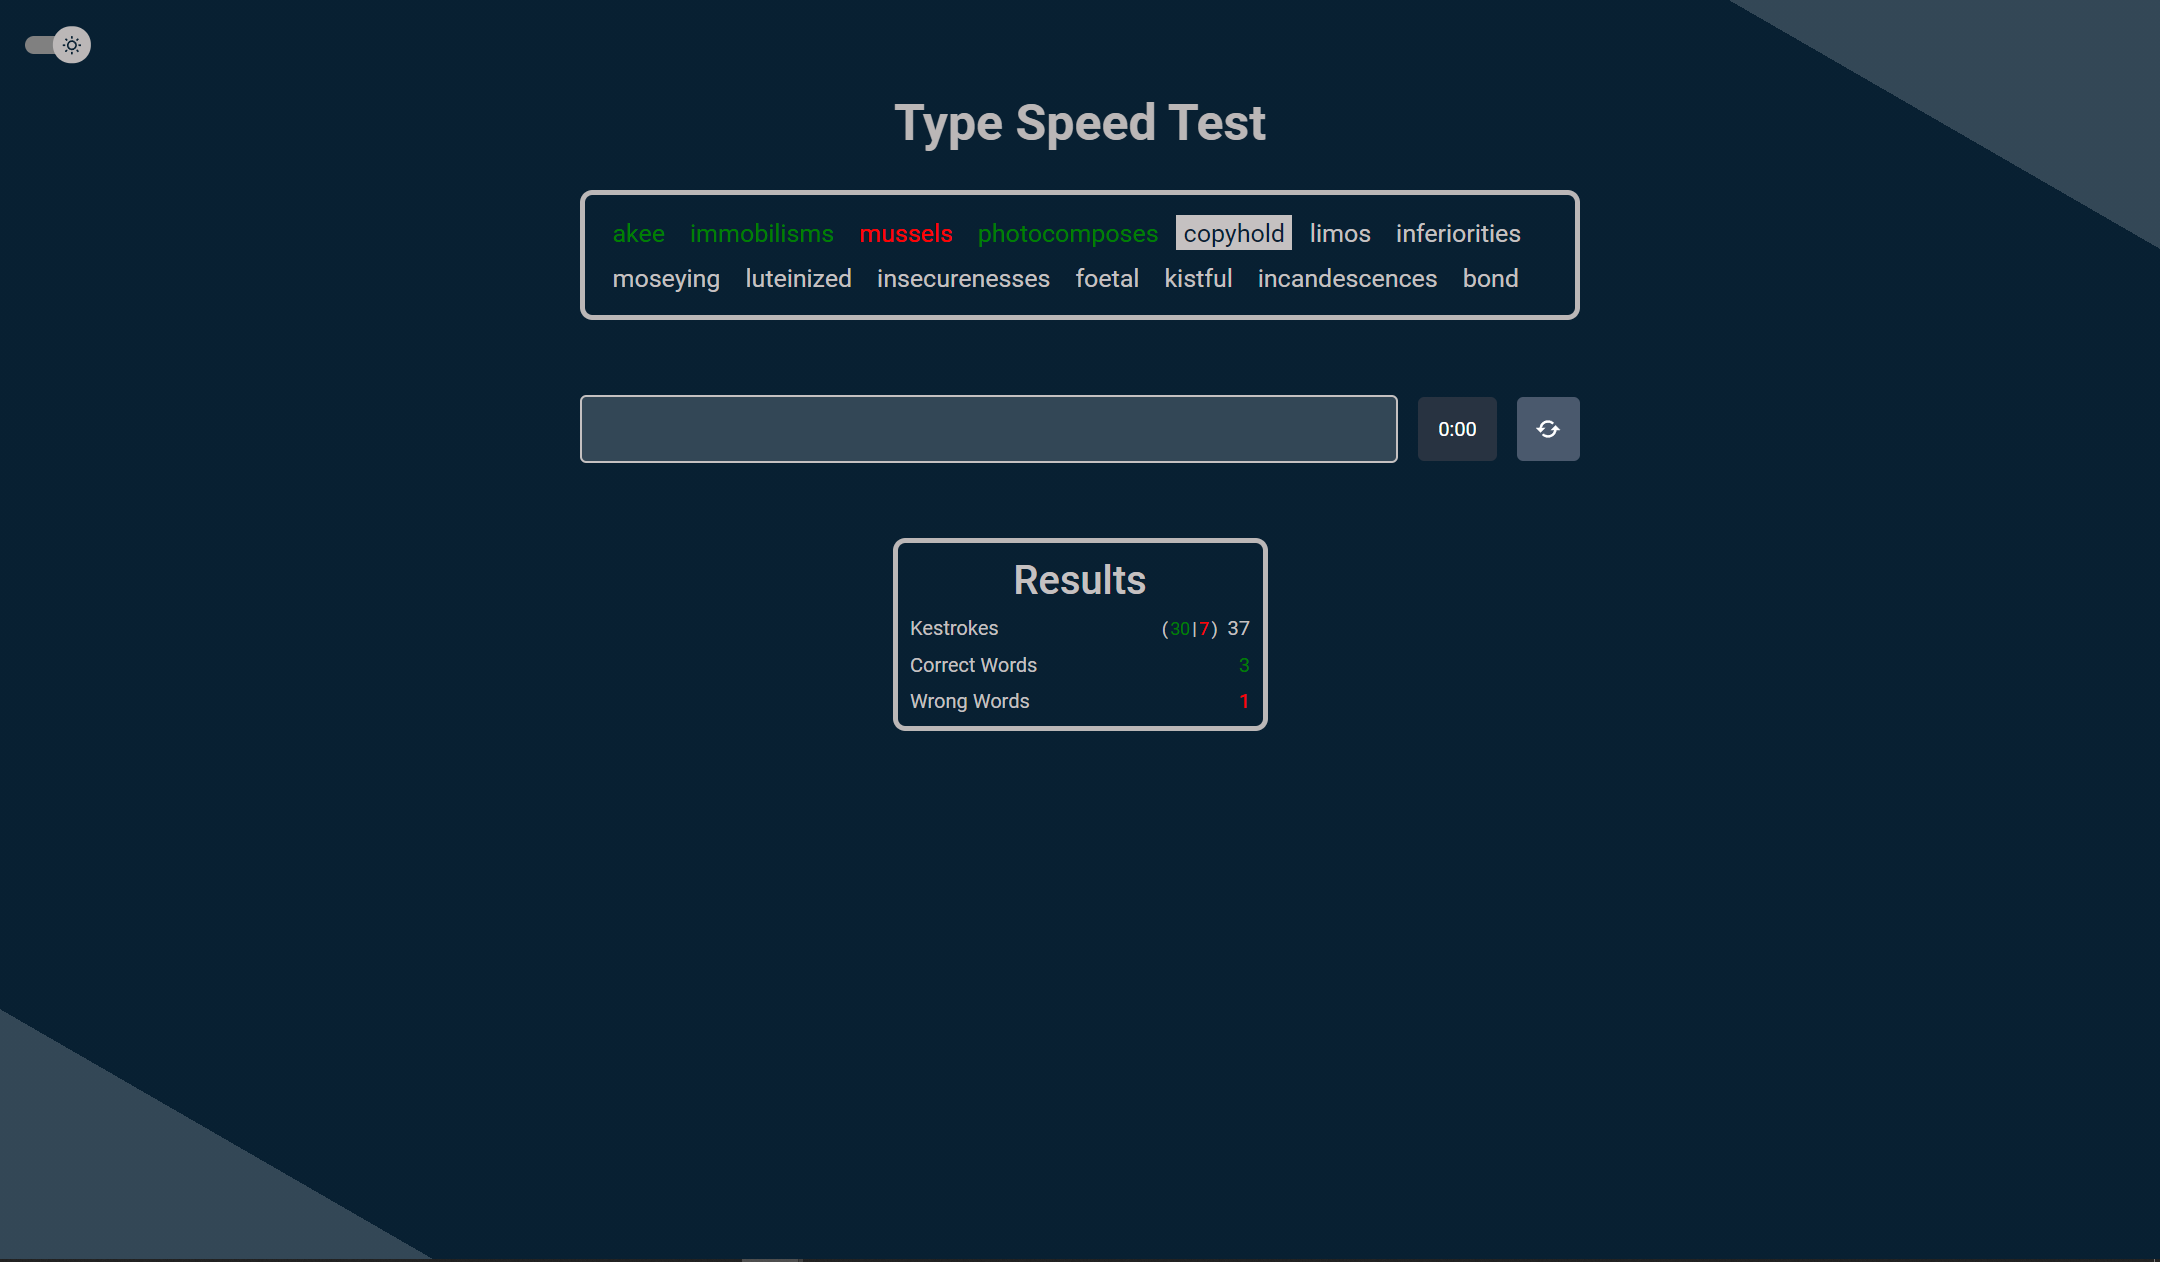 Type Speed Test
akee immobilisms mussels photocomposes copyhold limos inferiorities
moseying luteinized insecurenesses foetal kistful incandescences bond
0:00
Results
Kestrokes (30|7) 37
Correct Words 3
Wrong Words 1